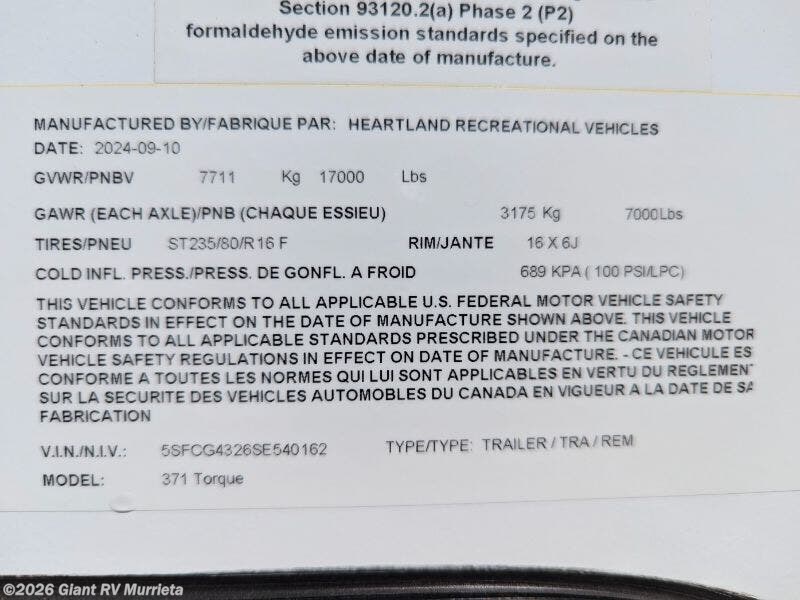 Section 93120.2(a) Phase 2 (P2)
formaldehyde emission standards specified on the
above date of manufacture.
MANUFACTURED BY/FABRIQUE PAR: HEARTLAND RECREATIONAL VEHICLES
DATE: 2024-09-10
GVWR/PNBV 7711 Kg 17000 Lbs
GAWR (EACH AXLE)/PNB (CHAQUE ESSIEU) 3175 Kg 7000Lbs
TIRES/PNEU ST235/80/R16 F RIM/JANTE 16 X 6J
COLD INFL. PRESS./PRESS. DE GONFL. A FROID 689 KPA ( 100 PSI/LPC)
THIS VEHICLE CONFORMS TO ALL APPLICABLE U.S. FEDERAL MOTOR VEHICLE SAFETY
STANDARDS IN EFFECT ON THE DATE OF MANUFACTURE SHOWN ABOVE. THIS VEHICLE
CONFORMS TO ALL APPLICABLE STANDARDS PRESCRIBED UNDER THE CANADIAN MOTOR
VEHICLE SAFETY REGULATIONS IN EFFECT ON DATE OF MANUFACTURE. - CE VEHICULE ES
CONFORME A TOUTES LES NORMES QUI LUI SONT APPLICABLES EN VERTU DU REGLEMEN
SUR LA SECURITE DES VEHICLES AUTOMOBILES DU CANADA EN VIGUEUR A LA DATE DE SA
FABRICATION
V.I.N./N.I.V.: 5SFCG4326SE540162 TYPE/TYPE: TRAILER / TRA / REM
MODEL: 371 Torque
©2026 Giant RV Murrieta